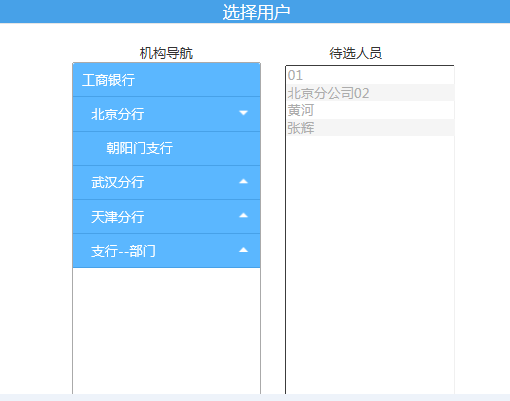 选择用户
机构导航
待选人员
工商银行
北京分行
朝阳门支行
武汉分行
天津分行
支行--部门
01
北京分公司02
黄河
张辉